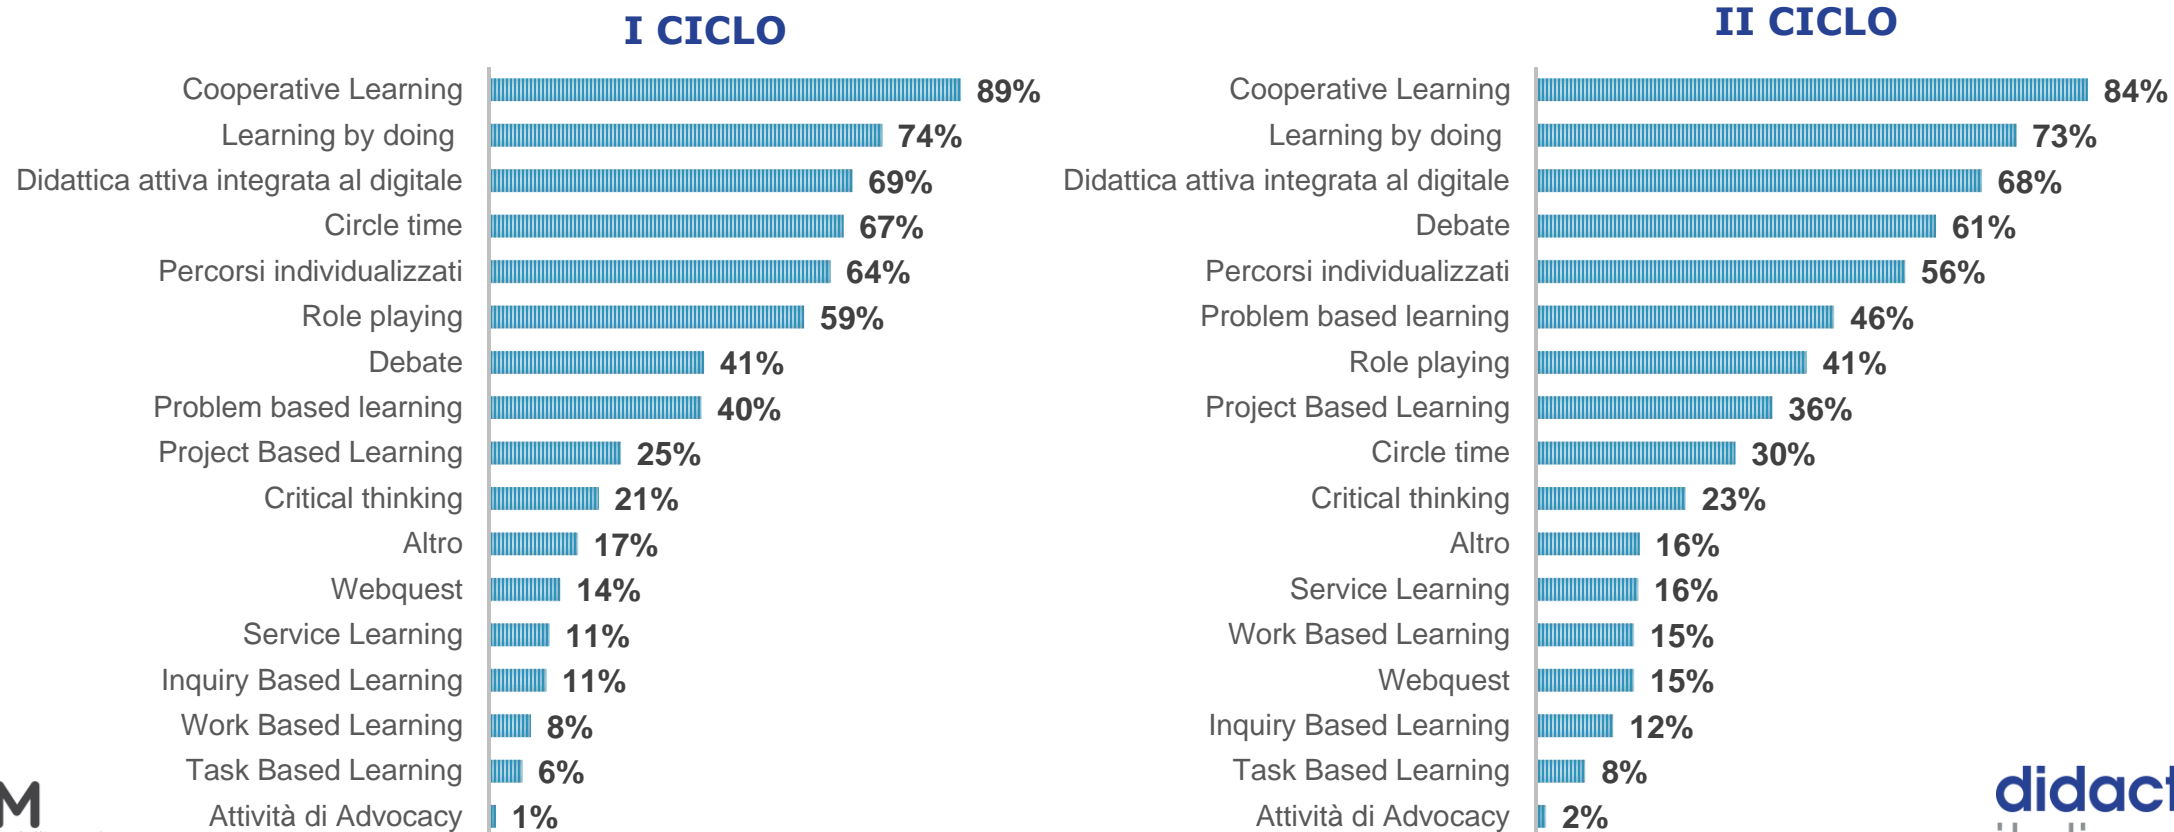 I CICLO
Cooperative Learning 89%
Learning by doing 74%
Didattica attiva integrata al digitale 69%
Circle time 67%
Percorsi individualizzati 64%
Role playing 59%
Debate 41%
Problem based learning 40%
Project Based Learning 25%
Critical thinking 21%
Altro 17%
Webquest 14%
Service Learning 11%
Inquiry Based Learning 11%
Work Based Learning 8%
Task Based Learning 6%
Attività di Advocacy 1%
II CICLO
Cooperative Learning 84%
Learning by doing 73%
Didattica attiva integrata al digitale 68%
Debate 61%
Percorsi individualizzati 56%
Problem based learning 46%
Role playing 41%
Project Based Learning 36%
Circle time 30%
Critical thinking 23%
Altro 16%
Service Learning 16%
Work Based Learning 15%
Webquest 15%
Inquiry Based Learning 12%
Task Based Learning 8%
Attività di Advocacy 2%
M
didact